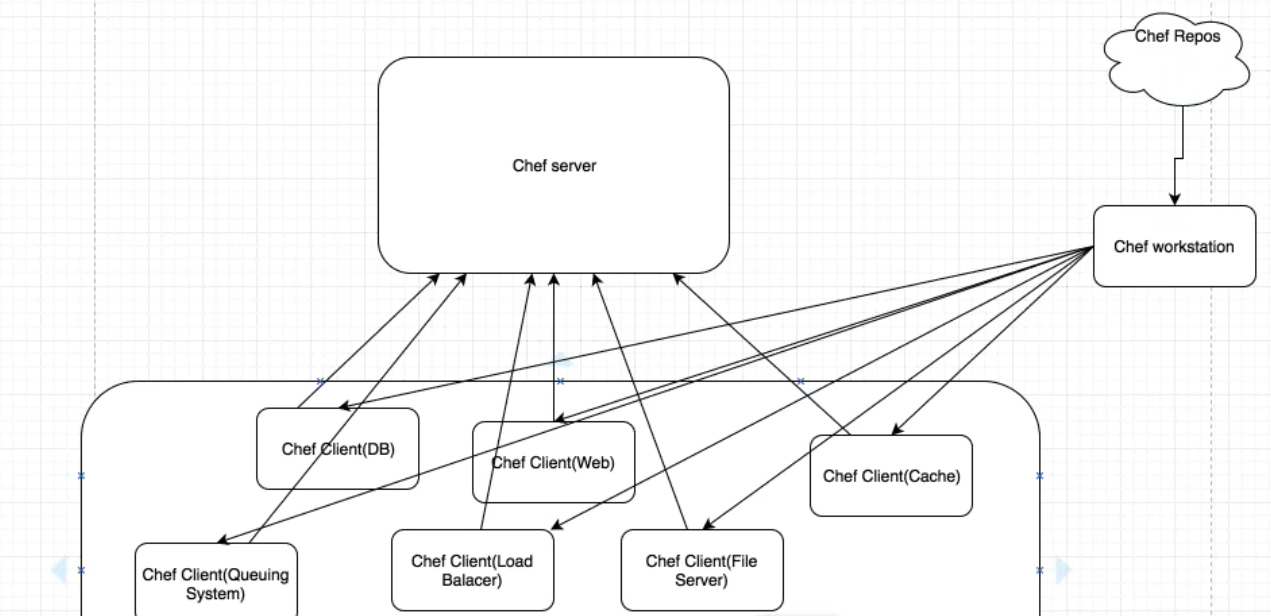 Chef Repos
Chef server
Chef workstation
Chef Client(DB)
Chef Client(Web)
Chef Client(Cache)
Chef Client(Queuing
System)
Chef Client(Load
Balacer)
Chef Client(File
Server)